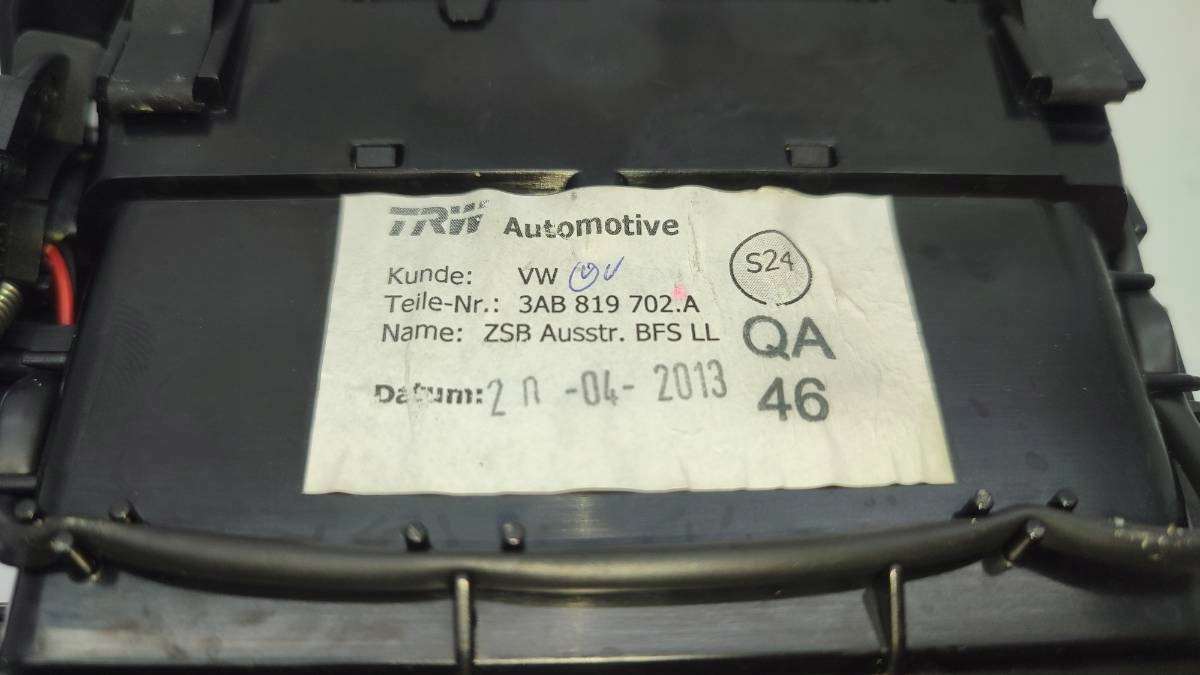 TRW Automotive
Kunde: VW
S24
Teile-Nr.: 3AB 819 702.A
Name: ZSB Ausstr. BFS LL
QA
Datum: -04- 2013
46